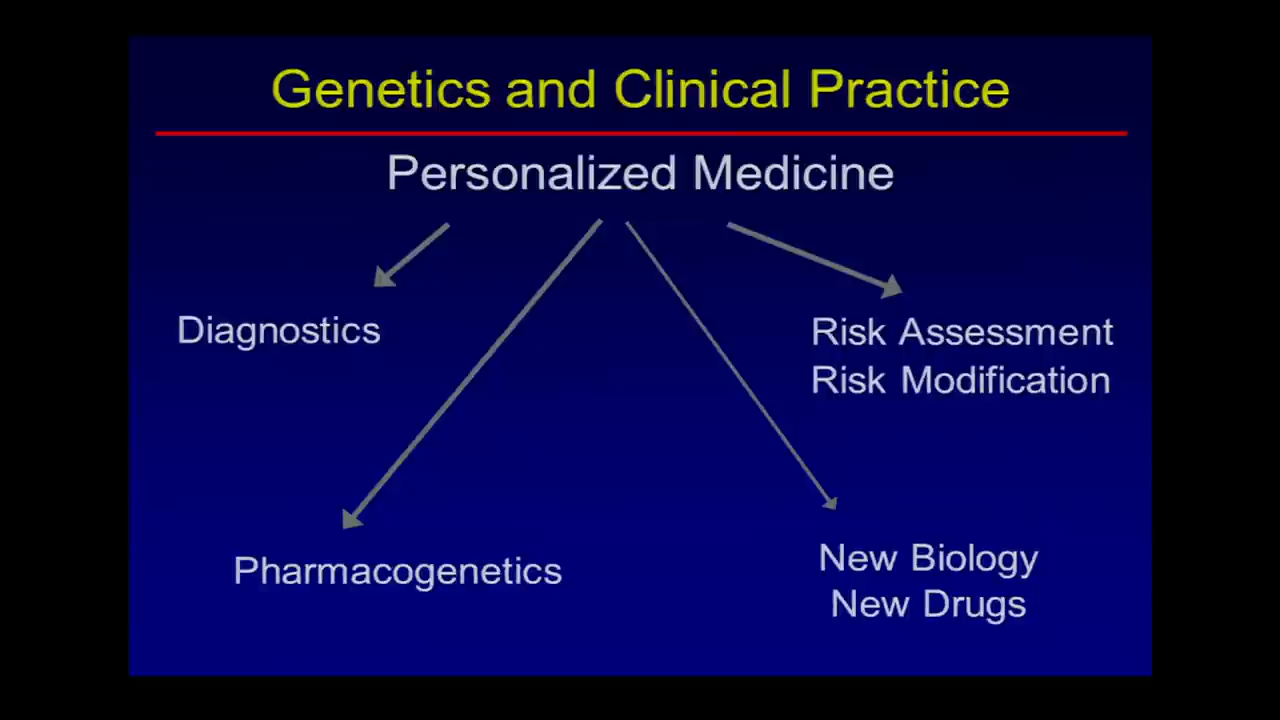 Genetics and Clinical Practice
Personalized Medicine
Diagnostics
Risk Assessment
Risk Modification
Pharmacogenetics
New Biology
New Drugs